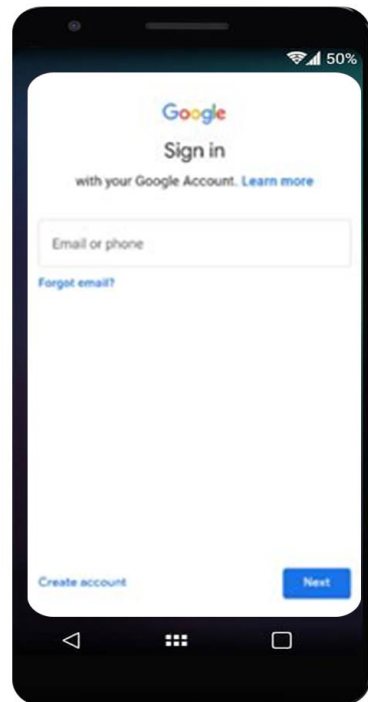 50%
Google
Sign in
with your Google Account. Learn more
Email or phone
Forgot email?
Create account
Next